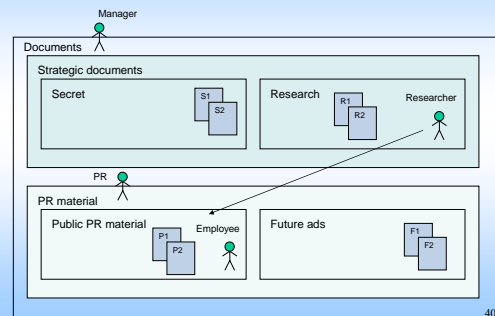 Manager
Documents
Strategic documents
Secret
S1
S2
Research
R1
R2
Researcher
PR
PR material
Public PR material
P1
P2
Employee
Future ads
F1
F2
40